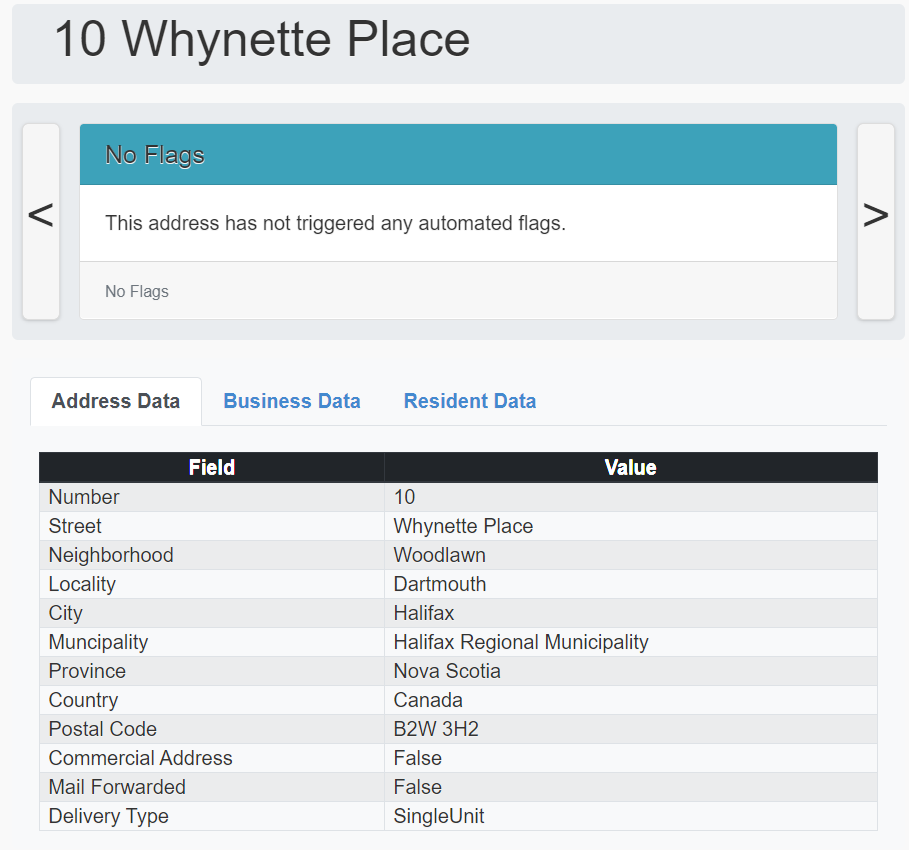 10 Whynette Place
No Flags
<
This address has not triggered any automated flags.
>
No Flags
Address Data Business Data Resident Data
Field Value
Number 10
Street Whynette Place
Neighborhood Woodlawn
Locality Dartmouth
City Halifax
Muncipality Halifax Regional Municipality
Province Nova Scotia
Country Canada
Postal Code B2W 3H2
Commercial Address False
Mail Forwarded False
Delivery Type SingleUnit